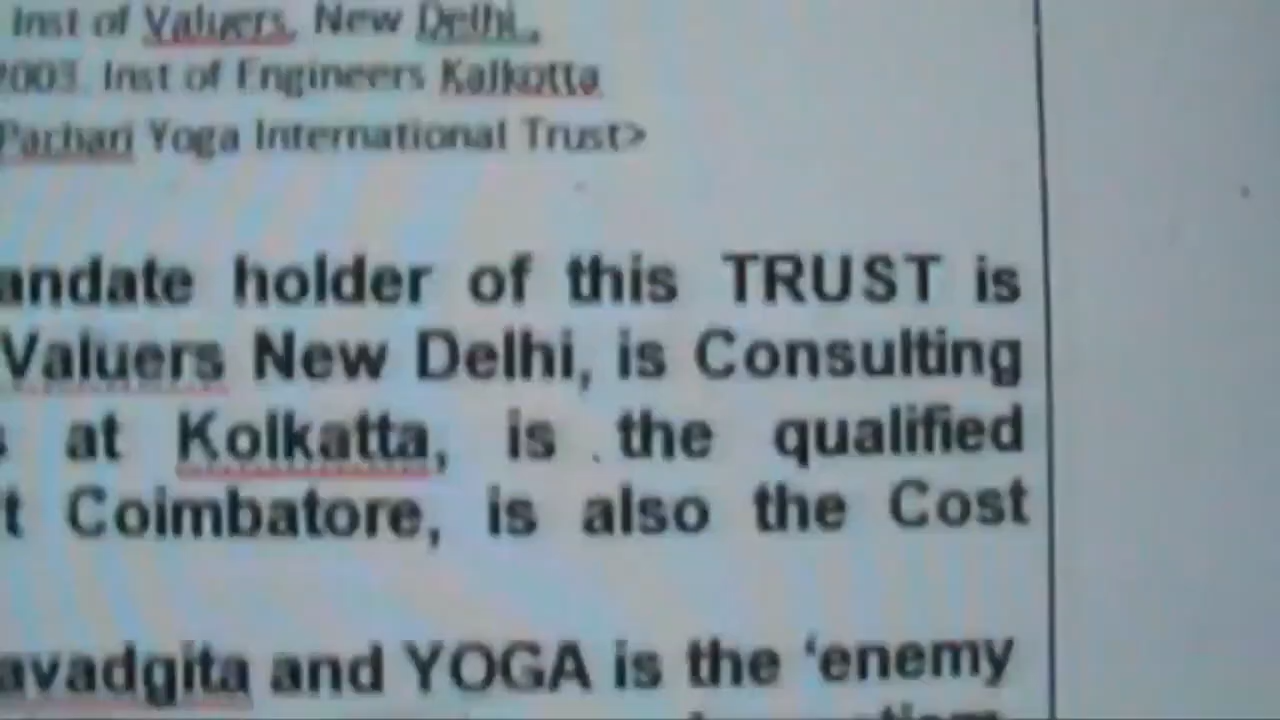 Inst of Valuers, New Delhi.,
2003. Inst of Engineers Kalkotta
Pachari Yoga International Trust>
andate holder of this TRUST is
Valuers New Delhi, is Consulting
s at Kolkatta, is . the qualified
t Coimbatore, is also the Cost
avadgita and YOGA is the ‘enemy